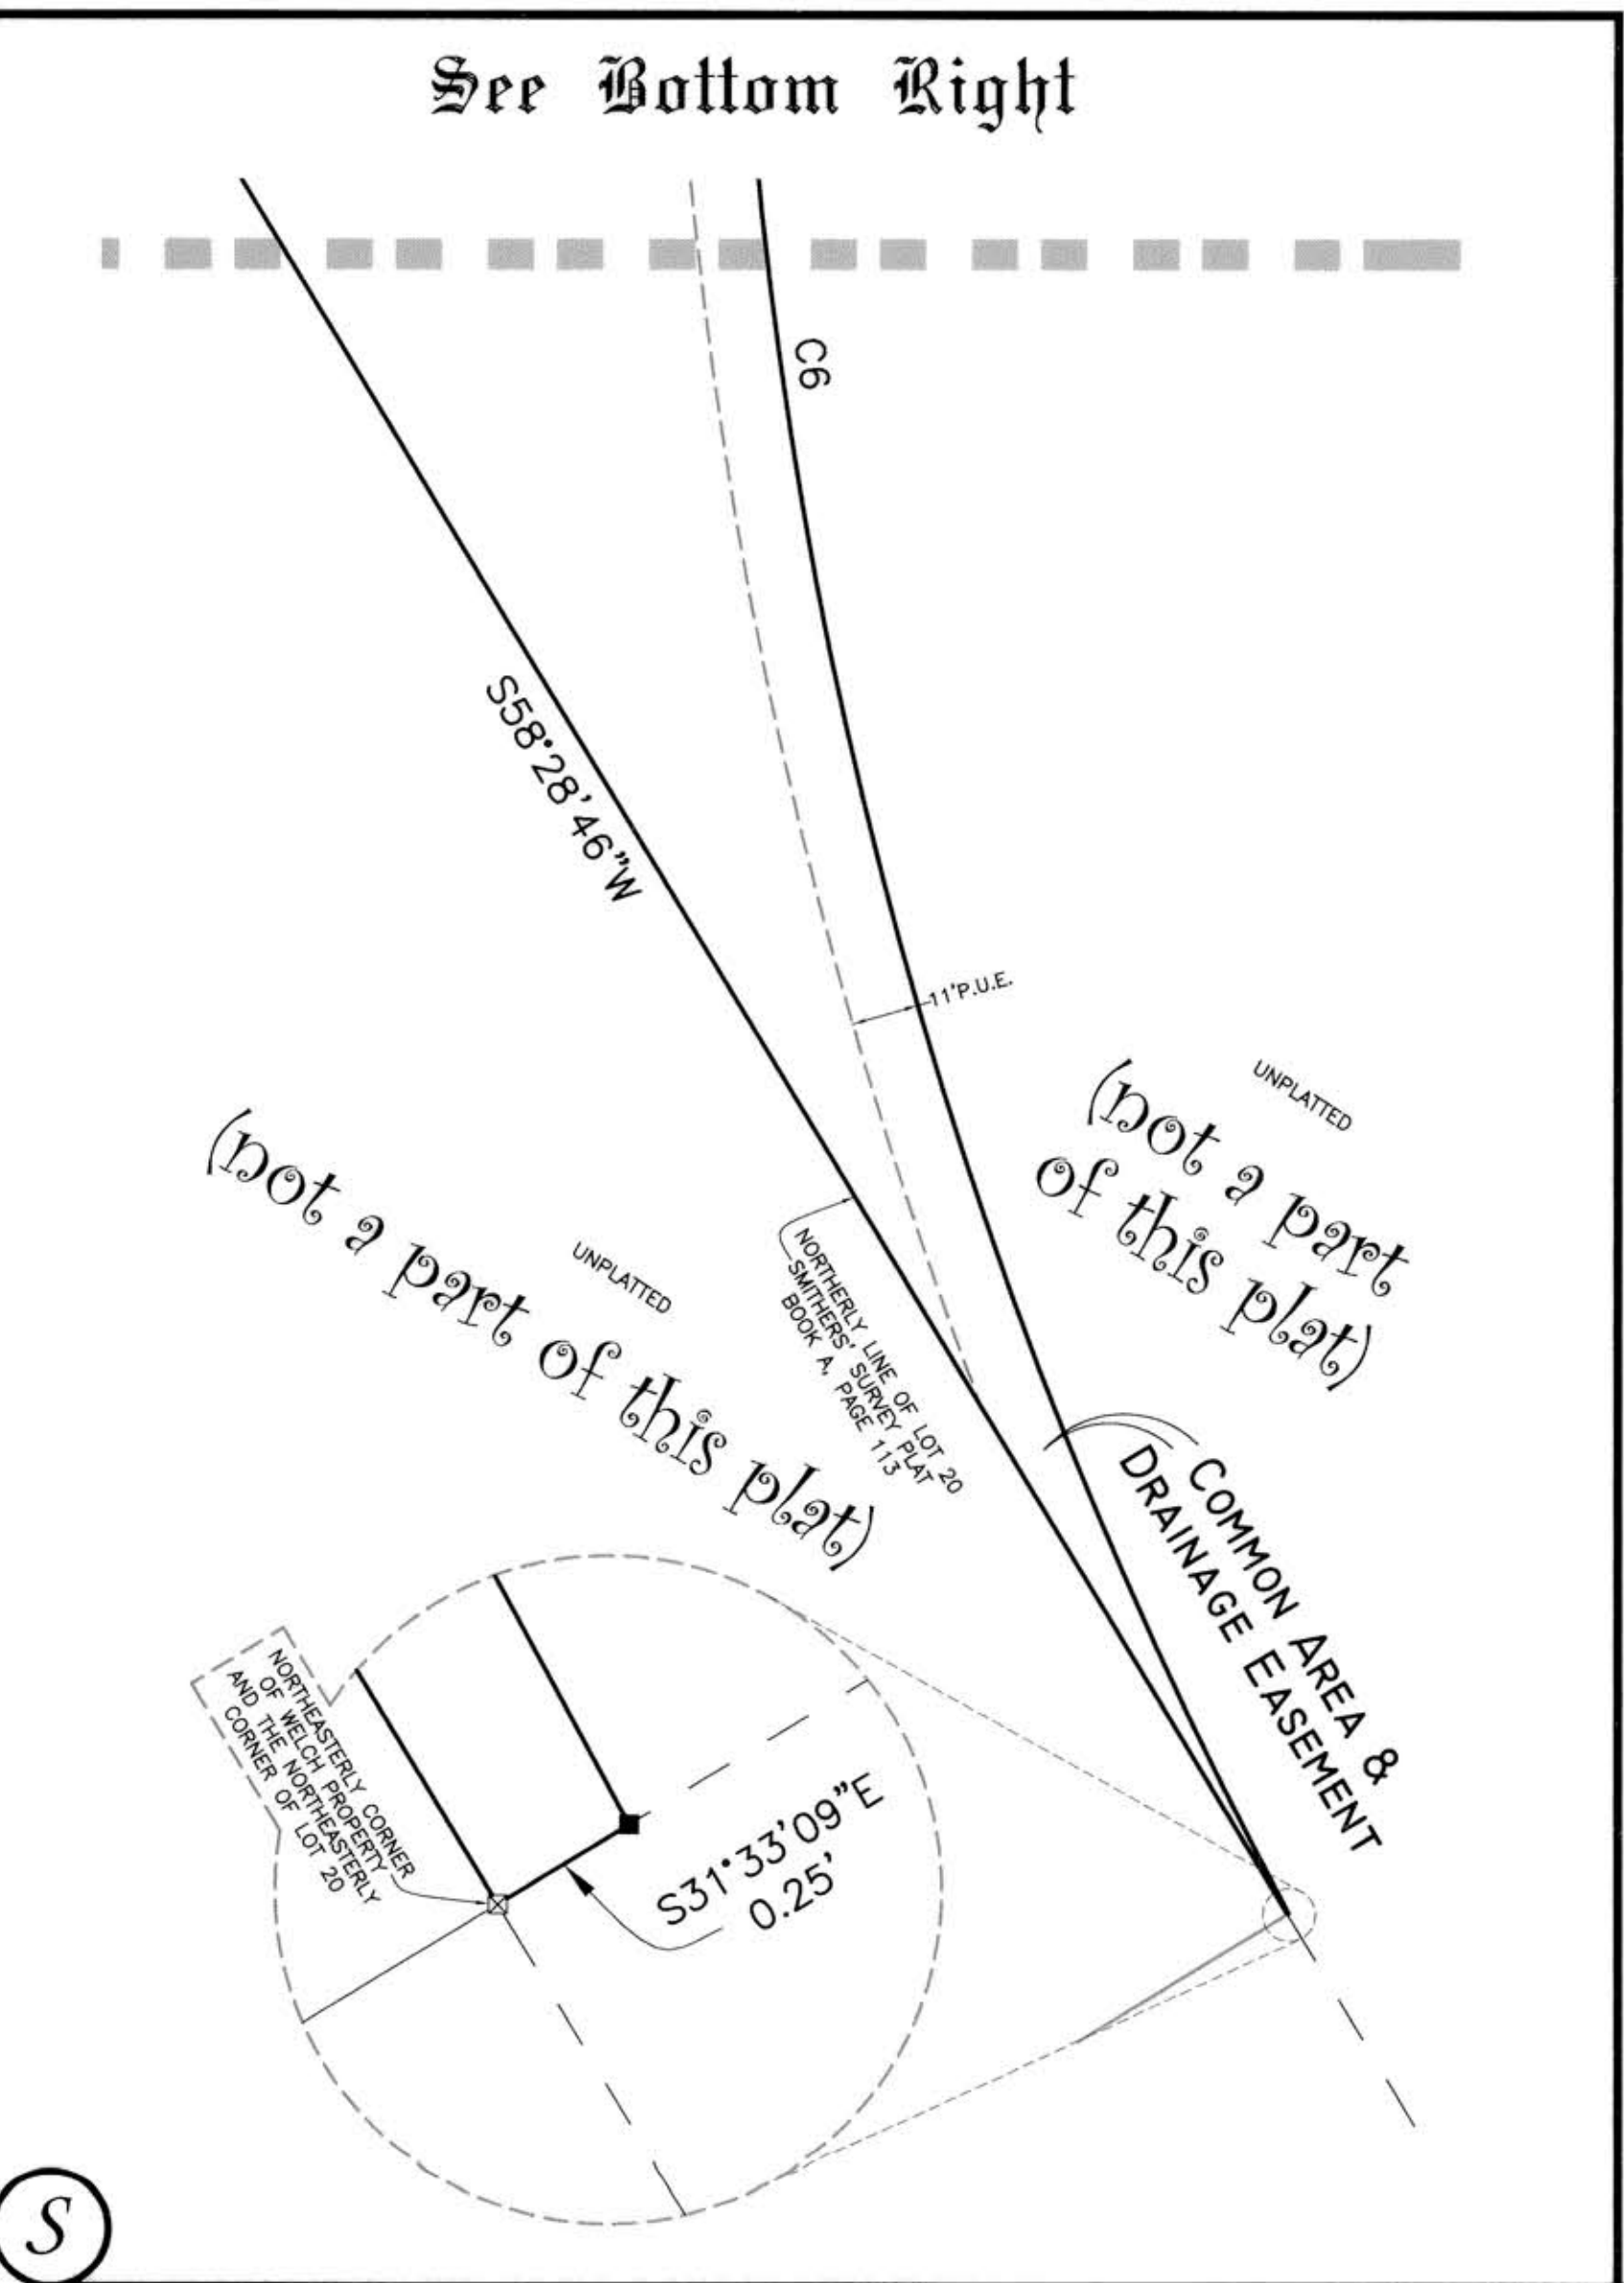 See Bottom Right
C6
S58°28'46"W
11'P.U.E.
UNPLATTED
(not a part
of this plat)
UNPLATTED
(not a part of this plat)
NORTHERLY LINE OF LOT 20
SMITHERS' SURVEY PLAT
BOOK A, PAGE 113
COMMON AREA &
DRAINAGE EASEMENT
NORTHEASTERLY CORNER
OF WELCH PROPERTY
AND THE NORTHEASTERLY
CORNER OF LOT 20
S31°33'09"E
0.25'
S